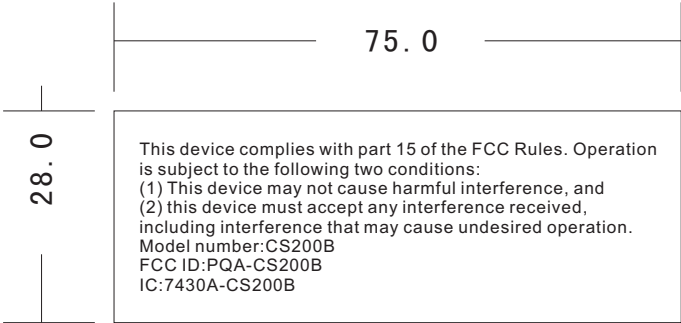 75.0
28.0
This device complies with part 15 of the FCC Rules. Operation
is subject to the following two conditions:
(1) This device may not cause harmful interference, and
(2) this device must accept any interference received,
including interference that may cause undesired operation.
Model number:CS200B
FCC ID:PQA-CS200B
IC:7430A-CS200B